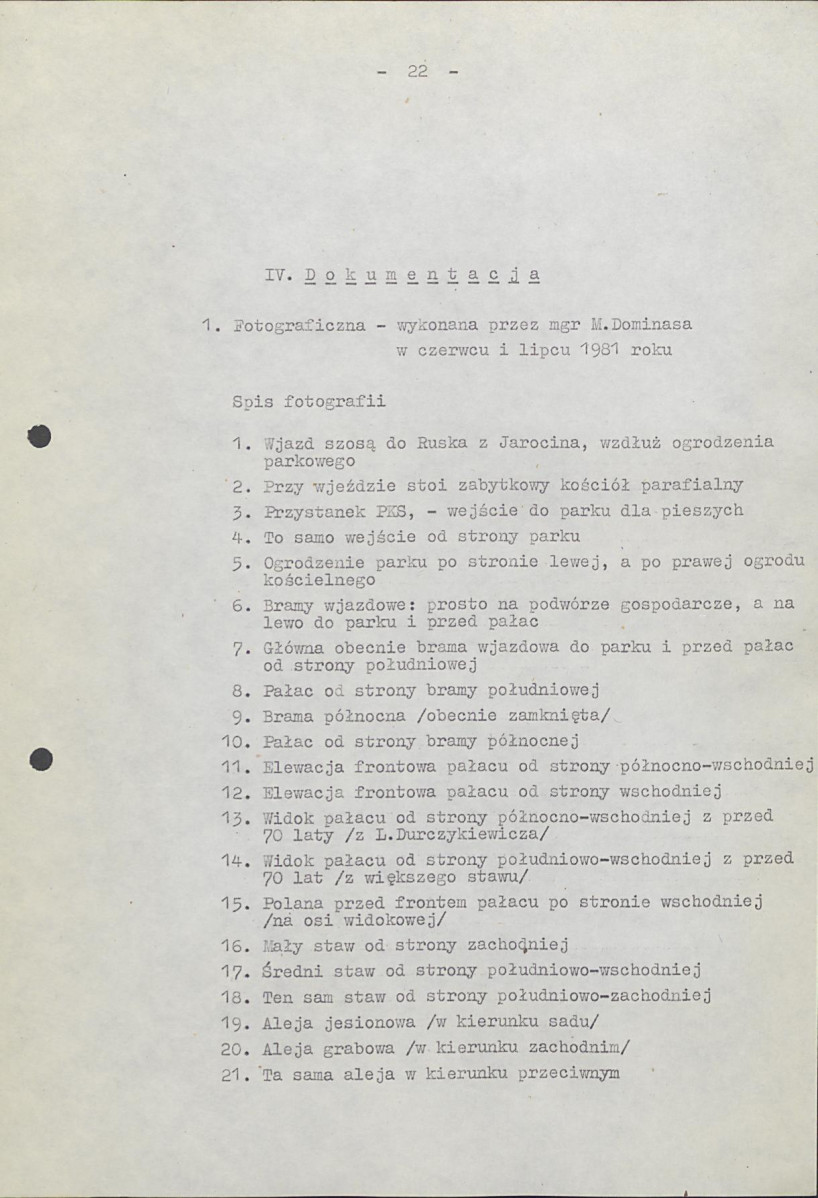 - 22 -
IV. Dokumentacja
1. Fotograficzna - wykonana przez mgr M.Dominasa
w czerwcu i lipcu 1981 roku
Spis fotografii
1. Wjazd szosą do Ruska z Jarocina, wzdłuż ogrodzenia
parkowego
2. Przy wjeździe stoi zabytkowy kościół parafialny
3. Przystanek PKS, - wejście do parku dla pieszych
4. To samo wejście od strony parku
5. Ogrodzenie parku po stronie lewej, a po prawej ogrodu
kościelnego
6. Bramy wjazdowe: prosto na podwórze gospodarcze, a na
lewo do parku i przed pałac
7. Główna obecnie brama wjazdowa do parku i przed pałac
od strony południowej
8. Pałac od strony bramy południowej
9. Brama północna /obecnie zamknięta/
10. Pałac od strony bramy północnej
11. Elewacja frontowa pałacu od strony północno-wschodniej
12. Elewacja frontowa pałacu od strony wschodniej
13. Widok pałacu od strony północno-wschodniej z przed
70 laty /z L.Durczykiewicza/
14. Widok pałacu od strony południowo-wschodniej z przed
70 lat /z większego stawu/
15. Polana przed frontem pałacu po stronie wschodniej
/na osi widokowej/
16. Mały staw od strony zachodniej
17. Średni staw od strony południowo-wschodniej
18. Ten sam staw od strony południowo-zachodniej
19. Aleja jesionowa /w kierunku sadu/
20. Aleja grabowa /w kierunku zachodnim/
21. Ta sama aleja w kierunku przeciwnym